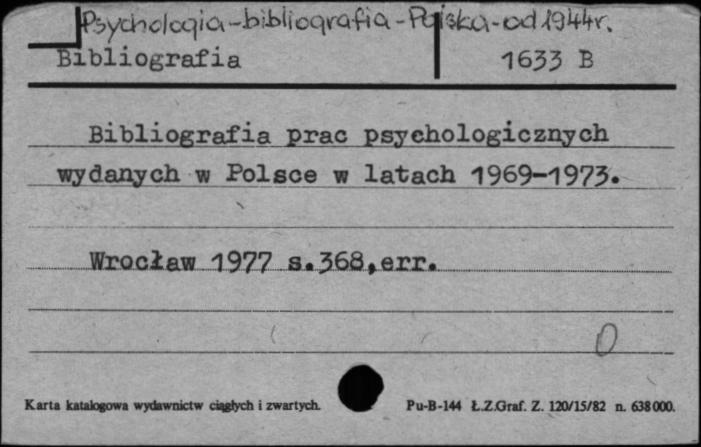 Psychologia-bibliografia-Polska-od 1944r.
Bibliografia 1633 B
Bibliografia prac psychologicznych
wydanych w Polsce w latach 1969-1973.
Wrocław 1977 s.368,err.
0
Karta katalogowa wydawnictw ciągłych i zwartych. Pu-B-144 Ł.Z.Graf. Z. 120/15/82 n. 638000.